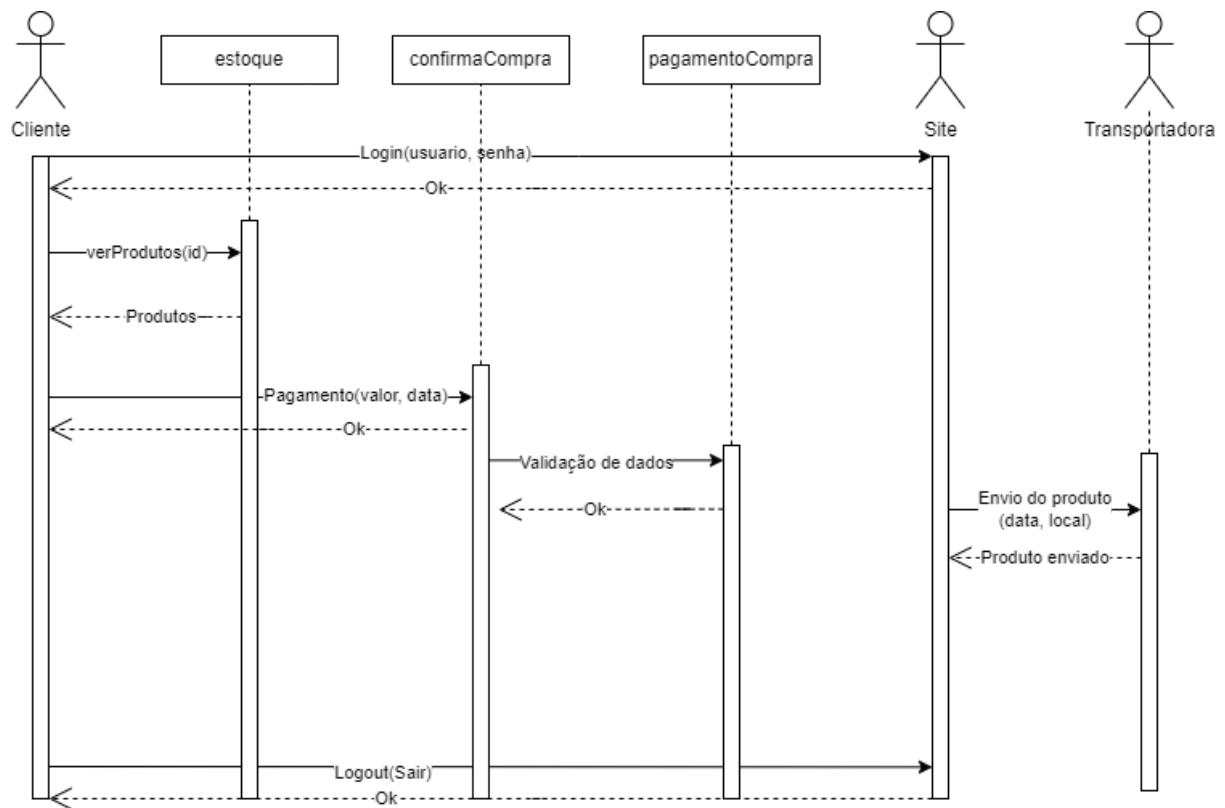 estoque
confirmaCompra
pagamentoCompra
Cliente
Site
Transportadora
Login(usuario, senha)
Ok
verProdutos(id)
Produtos
Pagamento(valor, data)
Ok
Validação de dados
Ok
Envio do produto
(data, local)
Produto enviado
Logout(Sair)
Ok